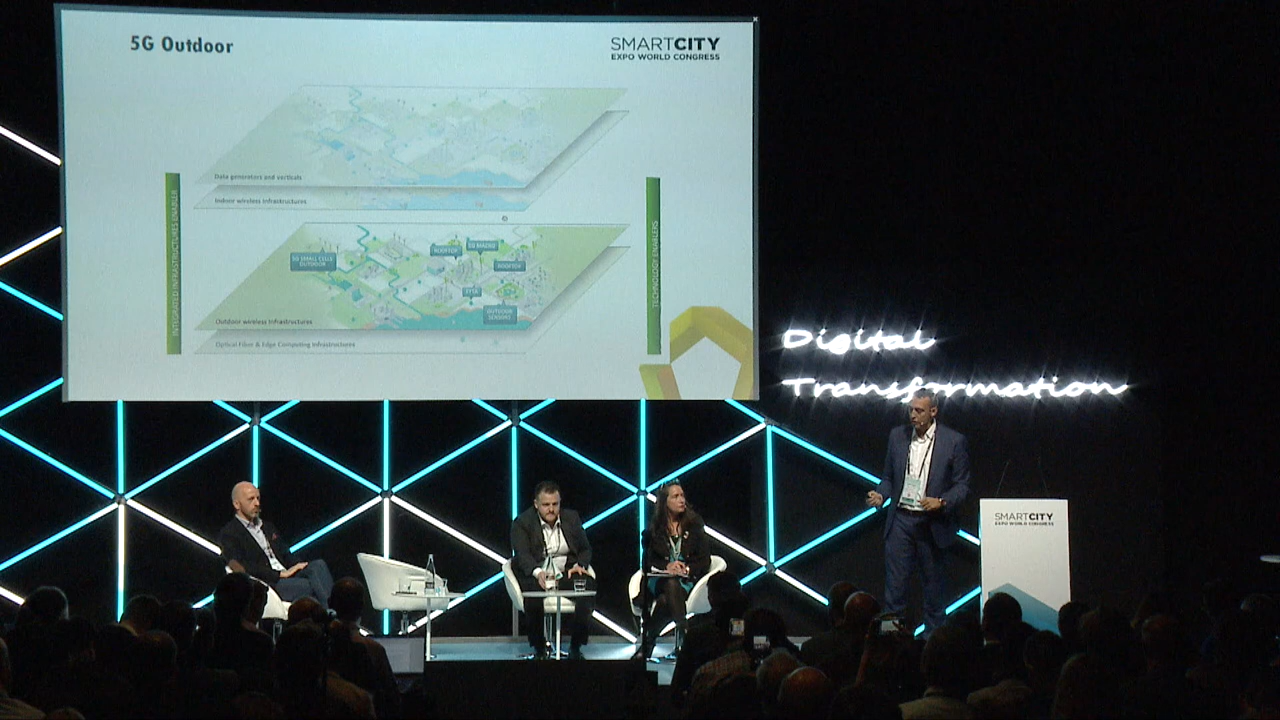 5G Outdoor
SMARTCITY
EXPO WORLD CONGRESS
Data generators and verticals
Indoor wireless infrastructures
INTEGRATED INFRASTRUCTURES ENABLER
TECHNOLOGY ENABLERS
5G SMALL CELLS
OUTDOOR
ROOFTOP
5G MACRO
ROOFTOP
OUTDOOR
SENSORS
Outdoor wireless infrastructures
Optical Fibre & Edge Computing Infrastructures
Digital
Transformation
SMARTCITY
EXPO WORLD CONGRESS